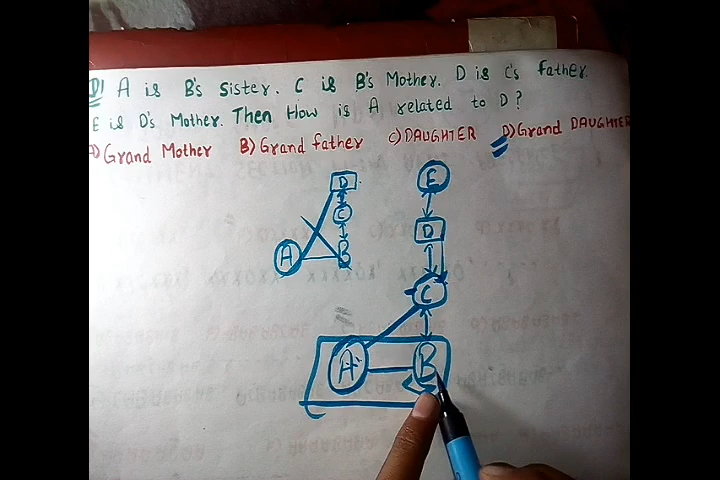 D) A is B's Sister. C is B's Mother. D is C's father.
E is D's Mother. Then How is A related to D?
A) Grand Mother B) Grand father C) DAUGHTER D) Grand DAUGHTER
D E
C D
A B C
A B